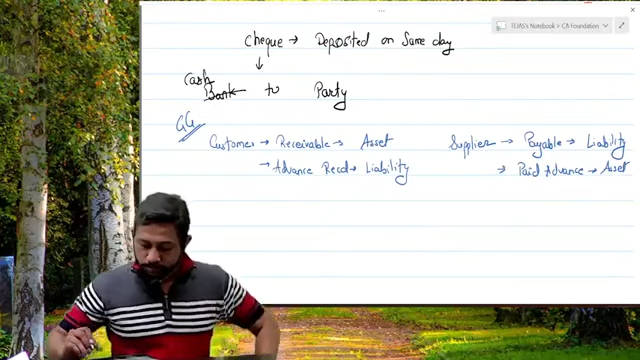 TEJAS's Notebook > CA Foundation
Cheque → Deposited on Same day
↓
Cash
Bank to Party
Customer → Receivable → Asset
→ Advance Recd → Liability
Supplier → Payable → Liability
→ Paid Advance → Asset